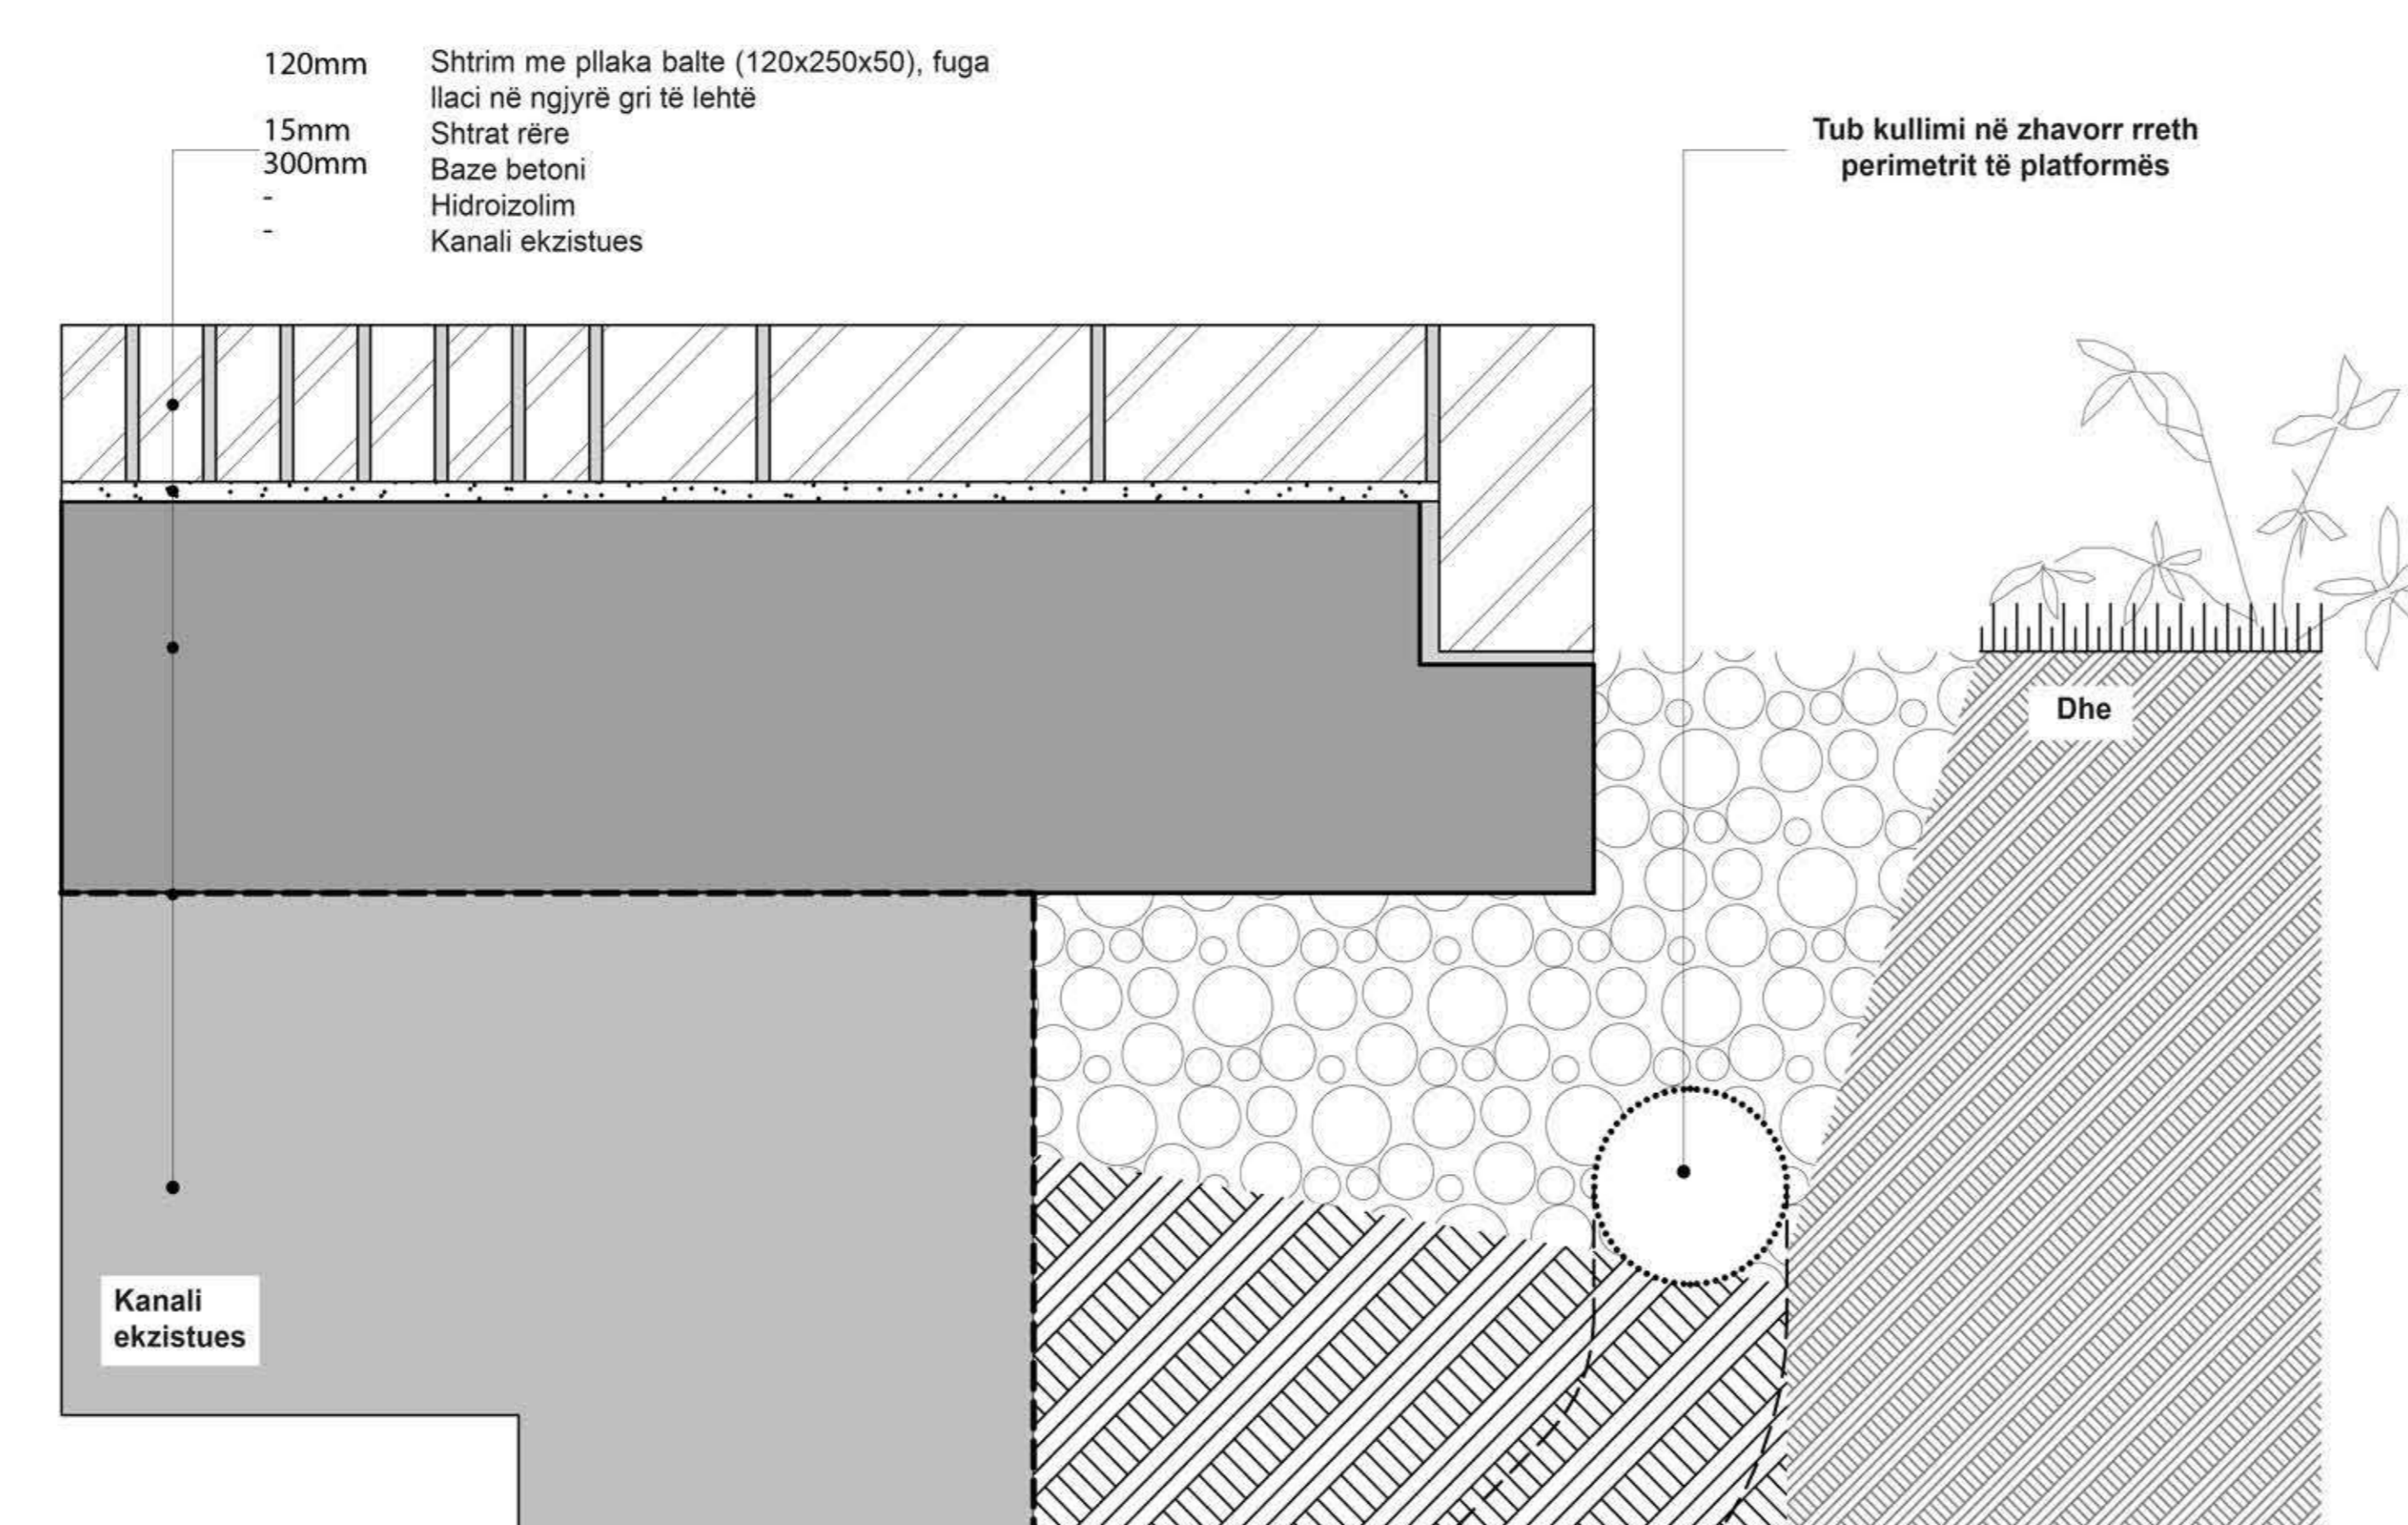 120mm Shtrim me pllaka balte (120x250x50), fuga
llaci në ngjyrë gri të lehtë
15mm Shtrat rëre
300mm Baze betoni
- Hidroizolim
- Kanali ekzistues
Tub kullimi në zhavorr rreth
perimetrit të platformës
Dhe
Kanali
ekzistues